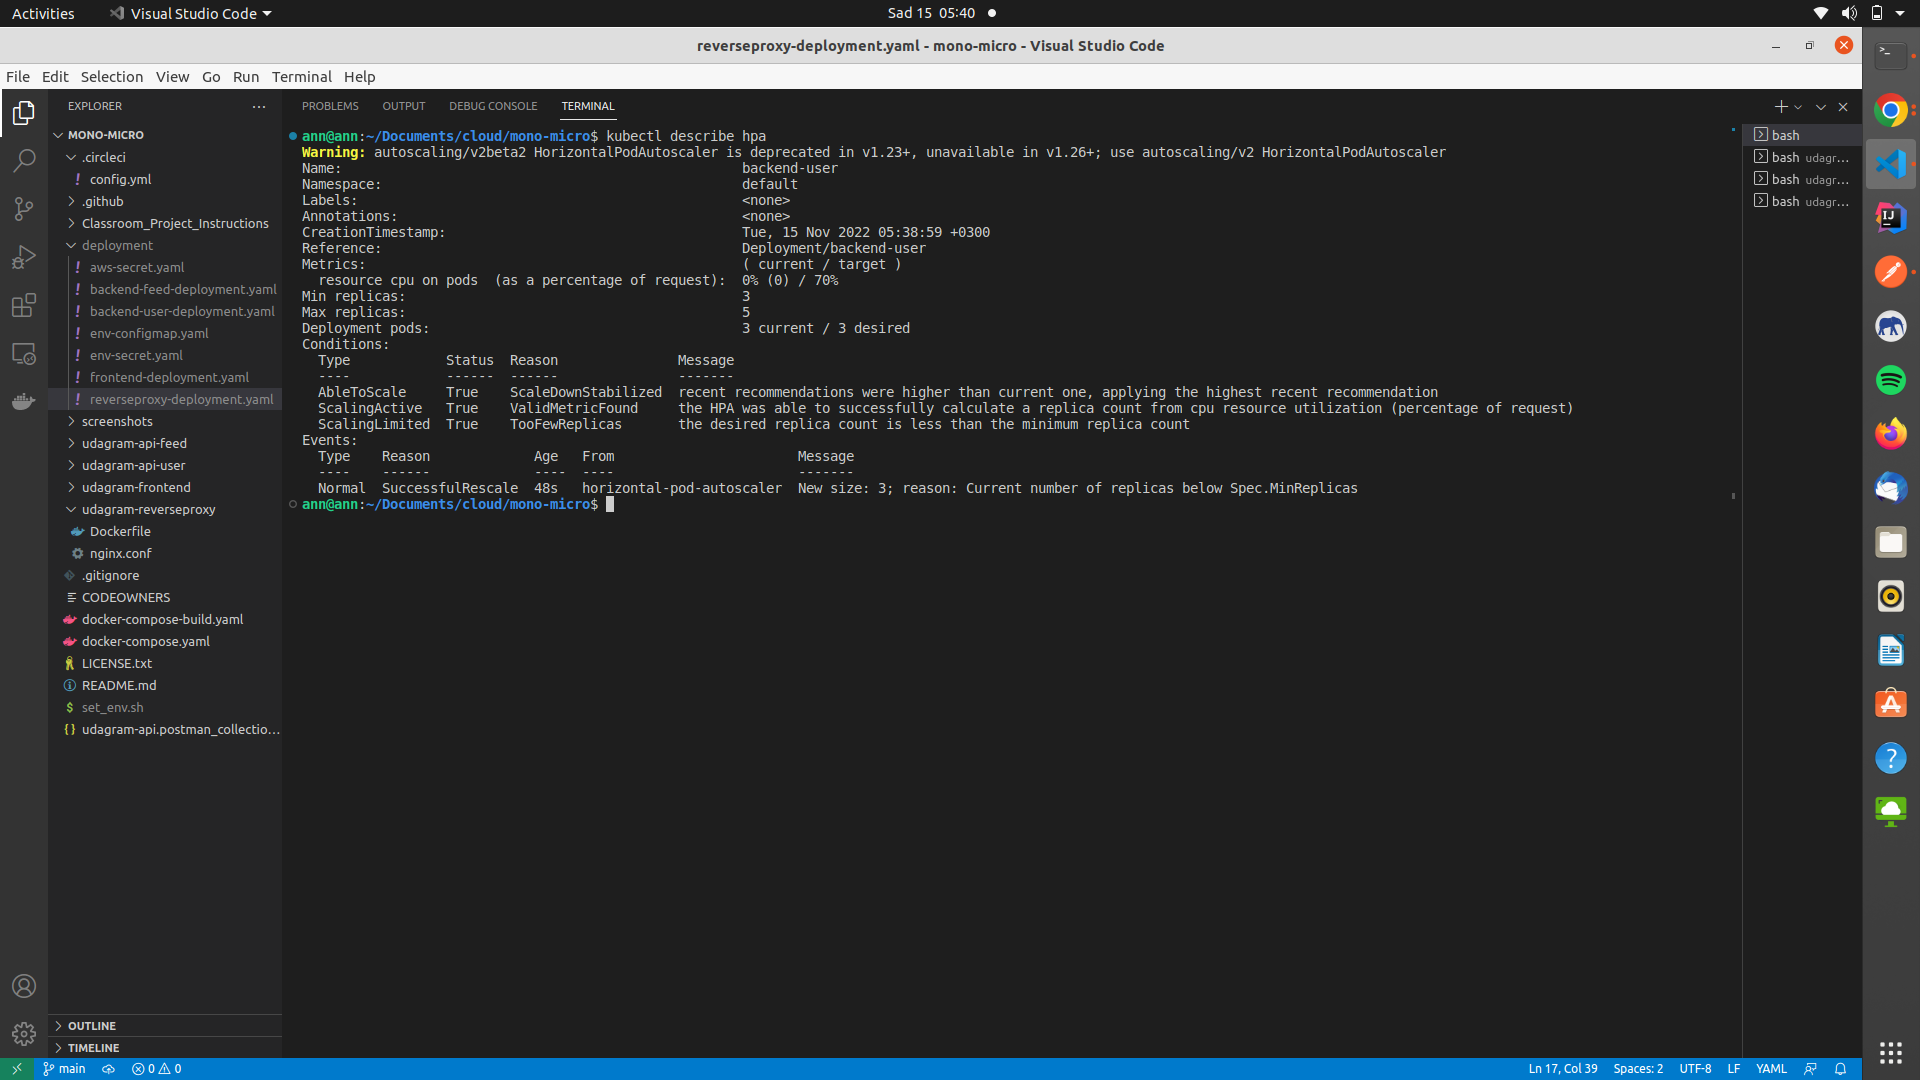 Activities Visual Studio Code Sad 15 05:40
reverseproxy-deployment.yaml - mono-micro - Visual Studio Code
File Edit Selection View Go Run Terminal Help
EXPLORER
MONO-MICRO
.circleci
config.yml
.github
Classroom_Project_Instructions
deployment
aws-secret.yaml
backend-feed-deployment.yaml
backend-user-deployment.yaml
env-configmap.yaml
env-secret.yaml
frontend-deployment.yaml
reverseproxy-deployment.yaml
screenshots
udagram-api-feed
udagram-api-user
udagram-frontend
udagram-reverseproxy
Dockerfile
nginx.conf
.gitignore
CODEOWNERS
docker-compose-build.yaml
docker-compose.yaml
LICENSE.txt
README.md
set_env.sh
udagram-api.postman_collectio...
OUTLINE
TIMELINE
PROBLEMS OUTPUT DEBUG CONSOLE TERMINAL
ann@ann:~/Documents/cloud/mono-micro$ kubectl describe hpa
Warning: autoscaling/v2beta2 HorizontalPodAutoscaler is deprecated in v1.23+, unavailable in v1.26+; use autoscaling/v2 HorizontalPodAutoscaler
Name: backend-user
Namespace: default
Labels: <none>
Annotations: <none>
CreationTimestamp: Tue, 15 Nov 2022 05:38:59 +0300
Reference: Deployment/backend-user
Metrics: ( current / target )
resource cpu on pods (as a percentage of request): 0% (0) / 70%
Min replicas: 3
Max replicas: 5
Deployment pods: 3 current / 3 desired
Conditions:
Type Status Reason Message
---- ------ ------ -------
AbleToScale True ScaleDownStabilized recent recommendations were higher than current one, applying the highest recent recommendation
ScalingActive True ValidMetricFound the HPA was able to successfully calculate a replica count from cpu resource utilization (percentage of request)
ScalingLimited True TooFewReplicas the desired replica count is less than the minimum replica count
Events:
Type Reason Age From Message
---- ------ ---- ---- -------
Normal SuccessfulRescale 48s horizontal-pod-autoscaler New size: 3; reason: Current number of replicas below Spec.MinReplicas
ann@ann:~/Documents/cloud/mono-micro$
bash
bash udagr...
bash udagr...
bash udagr...
main 0 0 Ln 17, Col 39 Spaces: 2 UTF-8 LF YAML